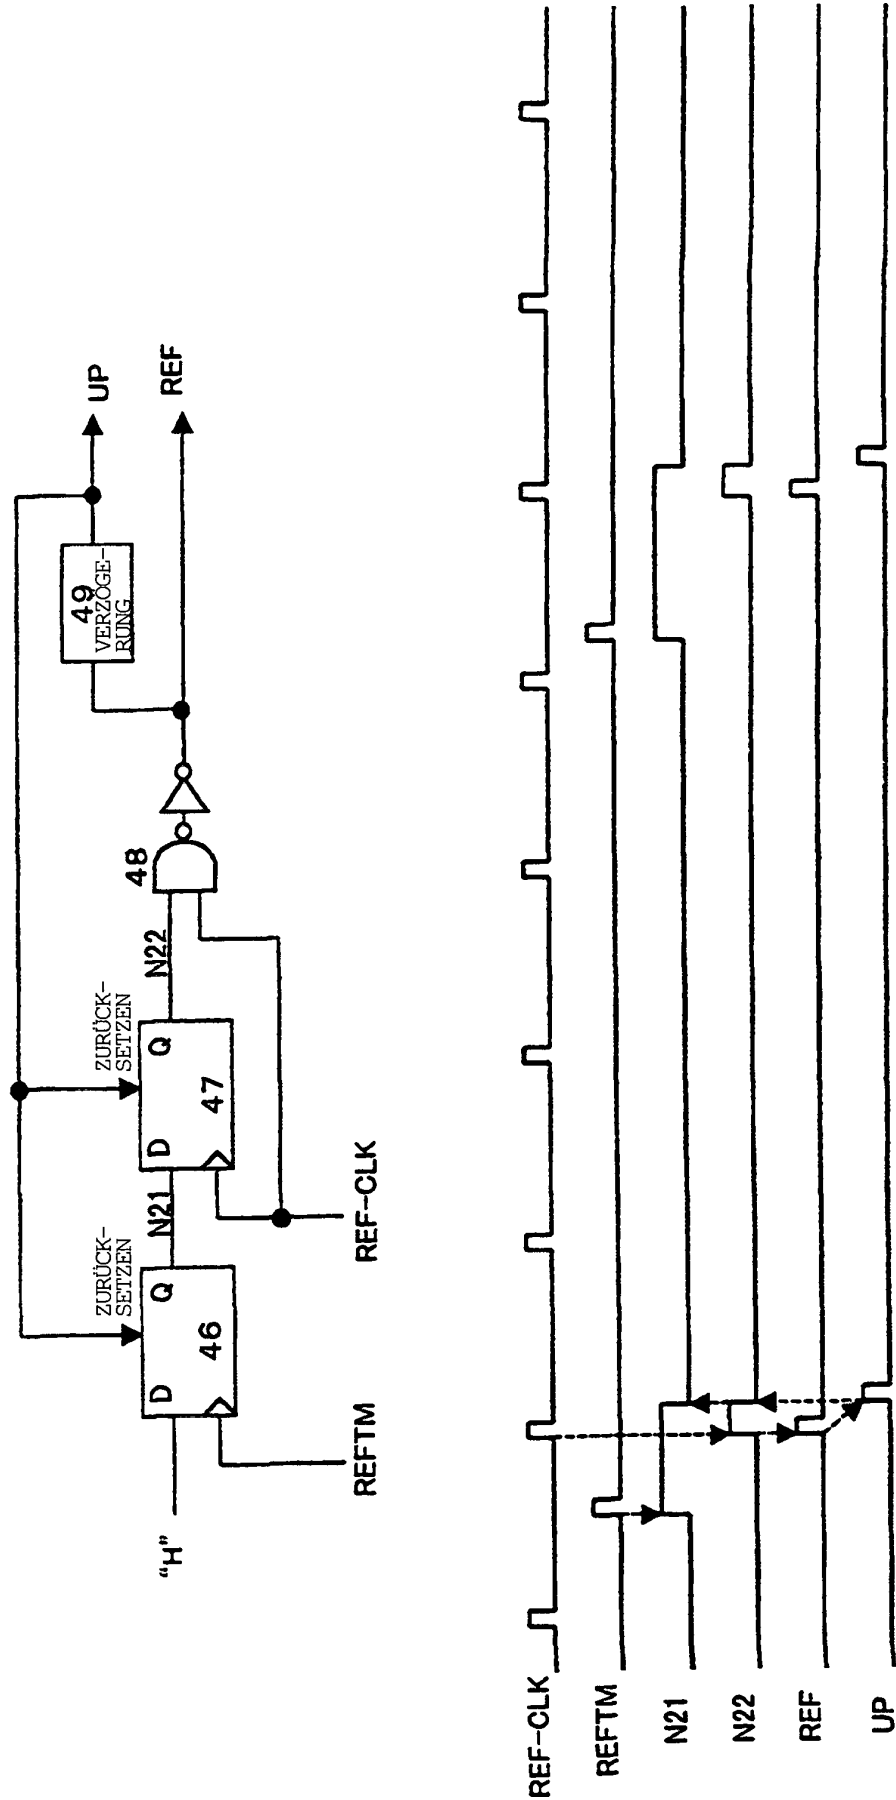 "H"
REFTM
D
Q
46
ZURÜCK-
SETZEN
N21
REF-CLK
D
Q
47
ZURÜCK-
SETZEN
N22
48
49
VERZÖGE-
RUNG
UP
REF
REF-CLK
REFTM
N21
N22
REF
UP